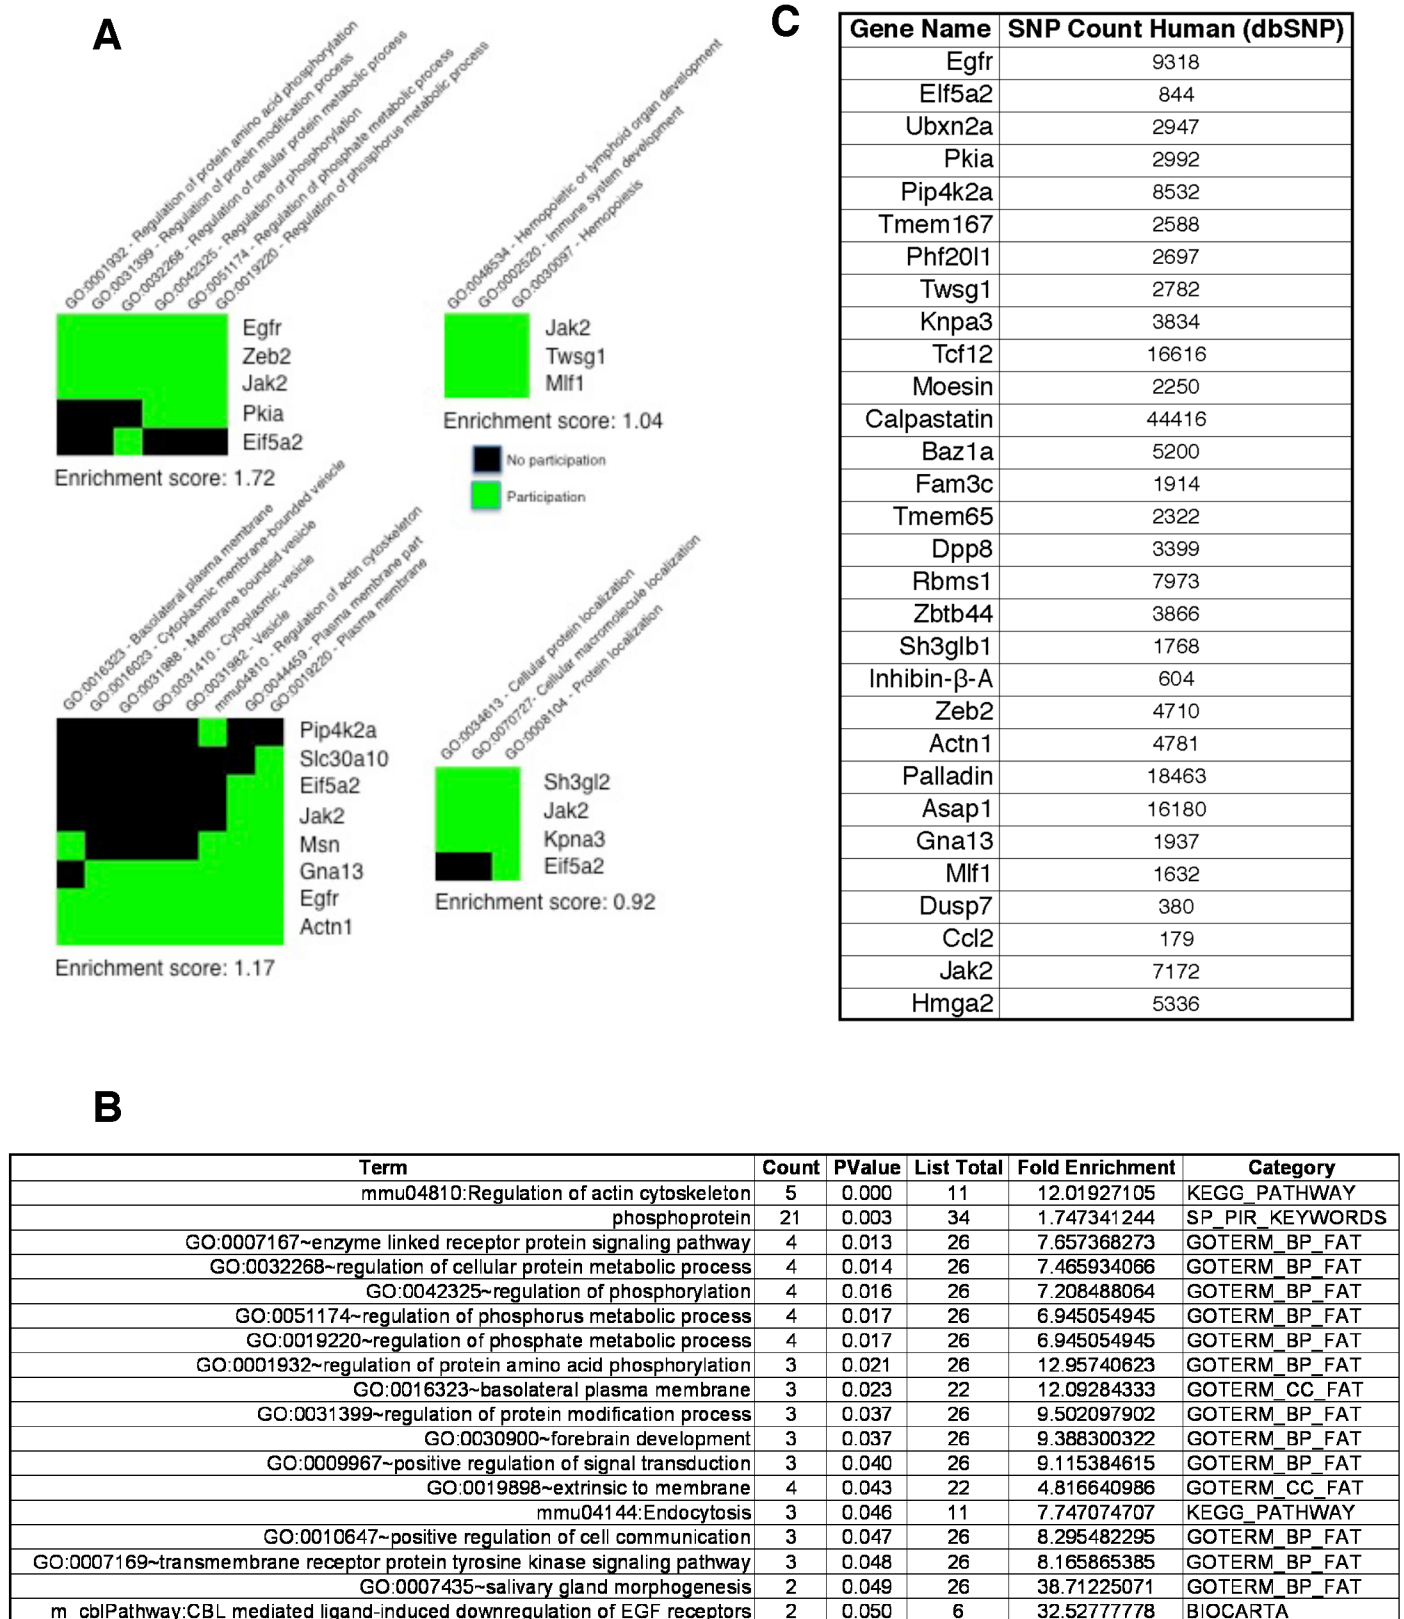 A
GO:0001932 - Regulation of protein amino acid phosphorylation
GO:0031399 - Regulation of protein modification process
GO:0032268 - Regulation of cellular protein metabolic process
GO:0042325 - Regulation of phosphorylation
GO:0051174 - Regulation of phosphate metabolic process
GO:0019220 - Regulation of phosphorus metabolic process
Egfr
Zeb2
Jak2
Pkia
Eif5a2
Enrichment score: 1.72
GO:0048534 - Hemopoietic or lymphoid organ development
GO:0002520 - Immune system development
GO:0030097 - Hemopoiesis
Jak2
Twsg1
Mlf1
Enrichment score: 1.04
No participation
Participation
GO:0016323 - Basolateral plasma membrane
GO:0016023 - Cytoplasmic membrane-bounded veiscle
GO:0031988 - Membrane bounded vesicle
GO:0031410 - Cytoplasmic vesicle
GO:0031982 - Vesicle
mmu04810 - Regulation of actin cytoskeleton
GO:0044459 - Plasma membrane part
GO:0019220 - Plasma membrane
Pip4k2a
Slc30a10
Eif5a2
Jak2
Msn
Gna13
Egfr
Actn1
Enrichment score: 1.17
GO:0034613 - Cellular protein localization
GO:0070727- Cellular macromolecule localization
GO:0008104 - Protein localization
Sh3gl2
Jak2
Kpna3
Eif5a2
Enrichment score: 0.92
C
Gene Name SNP Count Human (dbSNP)
Egfr 9318
Elf5a2 844
Ubxn2a 2947
Pkia 2992
Pip4k2a 8532
Tmem167 2588
Phf20l1 2697
Twsg1 2782
Knpa3 3834
Tcf12 16616
Moesin 2250
Calpastatin 44416
Baz1a 5200
Fam3c 1914
Tmem65 2322
Dpp8 3399
Rbms1 7973
Zbtb44 3866
Sh3glb1 1768
Inhibin-β-A 604
Zeb2 4710
Actn1 4781
Palladin 18463
Asap1 16180
Gna13 1937
Mlf1 1632
Dusp7 380
Ccl2 179
Jak2 7172
Hmga2 5336
B
Term Count PValue List Total Fold Enrichment Category
mmu04810:Regulation of actin cytoskeleton 5 0.000 11 12.01927105 KEGG_PATHWAY
phosphoprotein 21 0.003 34 1.747341244 SP_PIR_KEYWORDS
GO:0007167~enzyme linked receptor protein signaling pathway 4 0.013 26 7.657368273 GOTERM_BP_FAT
GO:0032268~regulation of cellular protein metabolic process 4 0.014 26 7.465934066 GOTERM_BP_FAT
GO:0042325~regulation of phosphorylation 4 0.016 26 7.208488064 GOTERM_BP_FAT
GO:0051174~regulation of phosphorus metabolic process 4 0.017 26 6.945054945 GOTERM_BP_FAT
GO:0019220~regulation of phosphate metabolic process 4 0.017 26 6.945054945 GOTERM_BP_FAT
GO:0001932~regulation of protein amino acid phosphorylation 3 0.021 26 12.95740623 GOTERM_BP_FAT
GO:0016323~basolateral plasma membrane 3 0.023 22 12.09284333 GOTERM_CC_FAT
GO:0031399~regulation of protein modification process 3 0.037 26 9.502097902 GOTERM_BP_FAT
GO:0030900~forebrain development 3 0.037 26 9.388300322 GOTERM_BP_FAT
GO:0009967~positive regulation of signal transduction 3 0.040 26 9.115384615 GOTERM_BP_FAT
GO:0019898~extrinsic to membrane 4 0.043 22 4.816640986 GOTERM_CC_FAT
mmu04144:Endocytosis 3 0.046 11 7.747074707 KEGG_PATHWAY
GO:0010647~positive regulation of cell communication 3 0.047 26 8.295482295 GOTERM_BP_FAT
GO:0007169~transmembrane receptor protein tyrosine kinase signaling pathway 3 0.048 26 8.165865385 GOTERM_BP_FAT
GO:0007435~salivary gland morphogenesis 2 0.049 26 38.71225071 GOTERM_BP_FAT
m_cblPathway:CBL mediated ligand-induced downregulation of EGF receptors 2 0.050 6 32.52777778 BIOCARTA